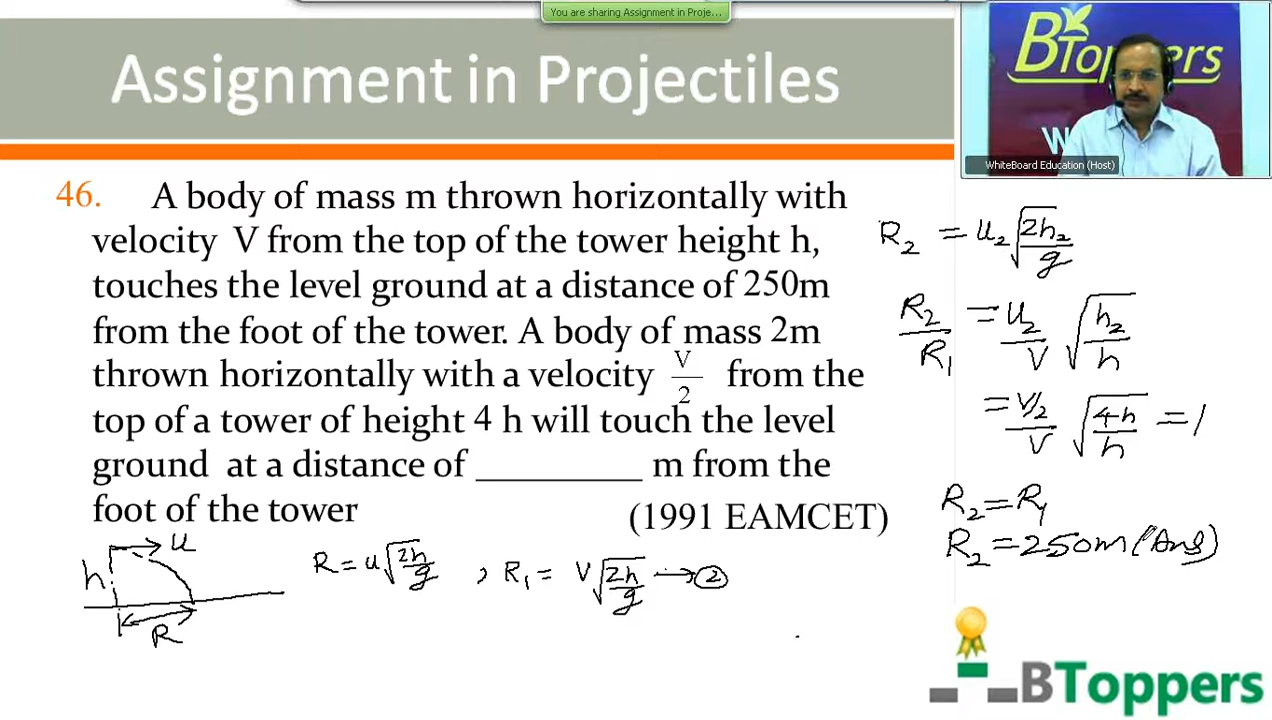 You are sharing Assignment in Proje...
Assignment in Projectiles
BToppers
W
WhiteBoard Education (Host)
46. A body of mass m thrown horizontally with
velocity V from the top of the tower height h,
touches the level ground at a distance of 250m
from the foot of the tower. A body of mass 2m
thrown horizontally with a velocity V/2 from the
top of a tower of height 4 h will touch the level
ground at a distance of _________ m from the
foot of the tower (1991 EAMCET)
h u R
R = u√(2h/g) , R₁ = V√(2h/g) → ②
R₂ = u₂√(2h₂/g)
R₂/R₁ = u₂/V √(h₂/h)
= (V/2)/V √(4h/h) = 1
R₂ = R₁
R₂ = 250m (Ans)
BToppers